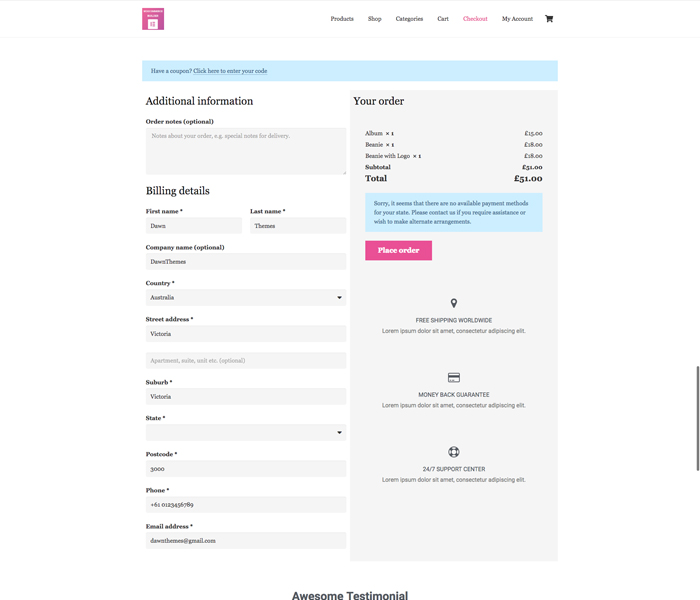 Products Shop Categories Cart Checkout My Account
Have a coupon? Click here to enter your code
Additional information
Order notes (optional)
Notes about your order, e.g. special notes for delivery.
Billing details
First name * Last name *
Dawn Themes
Company name (optional)
DawnThemes
Country *
Australia
Street address *
Victoria
Apartment, suite, unit etc. (optional)
Suburb *
Victoria
State *
Postcode *
3000
Phone *
+61 0123456789
Email address *
dawnthemes@gmail.com
Your order
Album × 1 £15.00
Beanie × 1 £18.00
Beanie with Logo × 1 £18.00
Subtotal £51.00
Total £51.00
Sorry, it seems that there are no available payment methods
for your state. Please contact us if you require assistance or
wish to make alternate arrangements.
Place order
FREE SHIPPING WORLDWIDE
Lorem ipsum dolor sit amet, consectetur adipiscing elit.
MONEY BACK GUARANTEE
Lorem ipsum dolor sit amet, consectetur adipiscing elit.
24/7 SUPPORT CENTER
Lorem ipsum dolor sit amet, consectetur adipiscing elit.
Awesome Testimonial